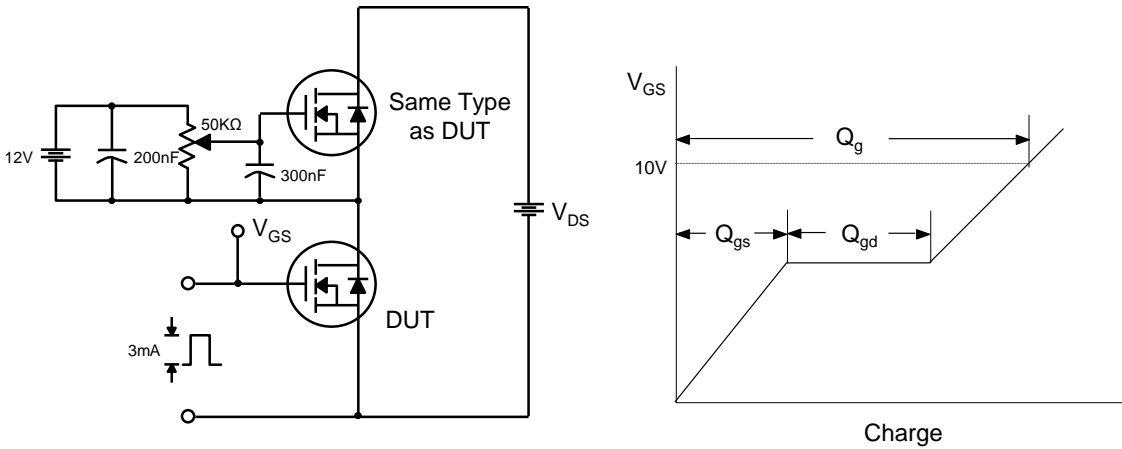 12V
200nF
50KΩ
300nF
Same Type
as DUT
V_GS
DUT
3mA
V_DS
V_GS
10V
Q_g
Q_gs
Q_gd
Charge